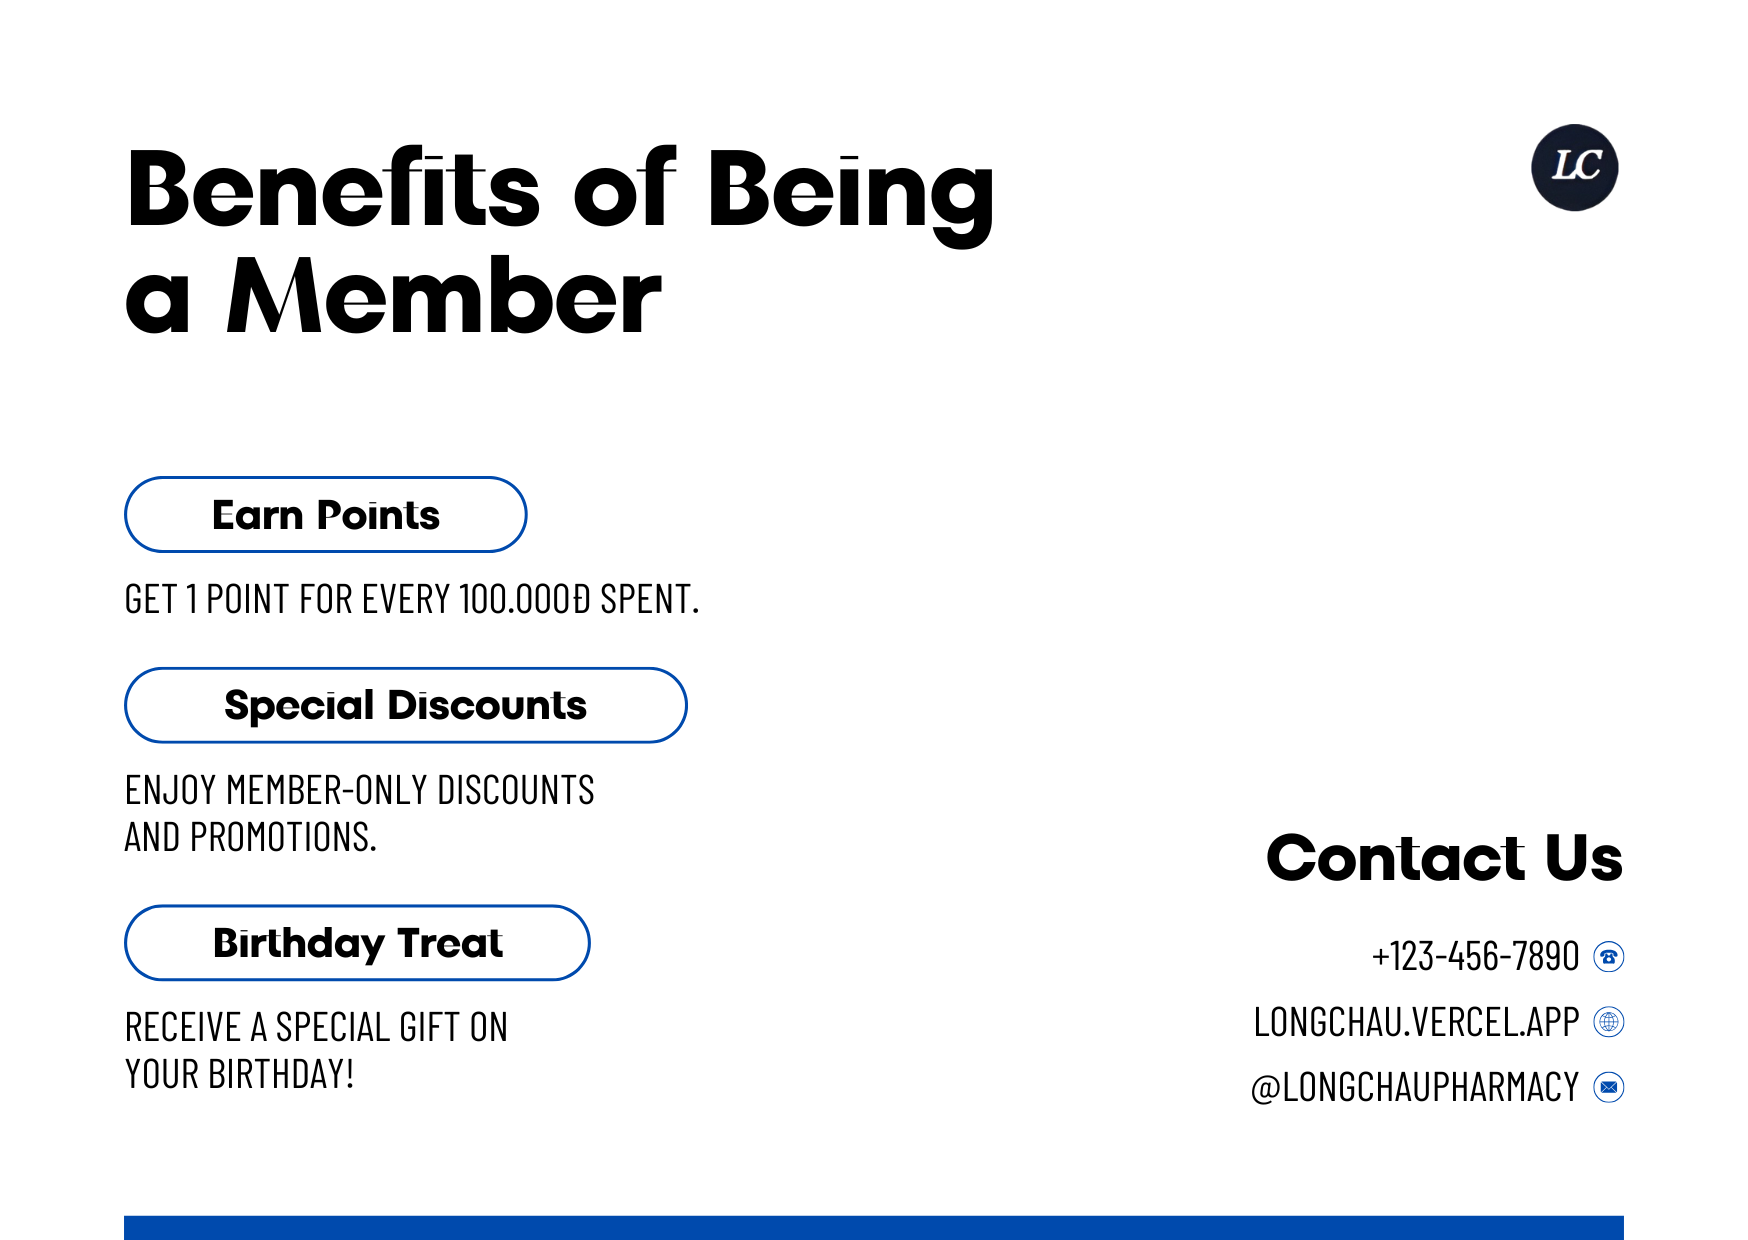 Benefits of Being
a Member
LC
Earn Points
GET 1 POINT FOR EVERY 100.000Đ SPENT.
Special Discounts
ENJOY MEMBER-ONLY DISCOUNTS
AND PROMOTIONS.
Birthday Treat
RECEIVE A SPECIAL GIFT ON
YOUR BIRTHDAY!
Contact Us
+123-456-7890
LONGCHAU.VERCEL.APP
@LONGCHAUPHARMACY